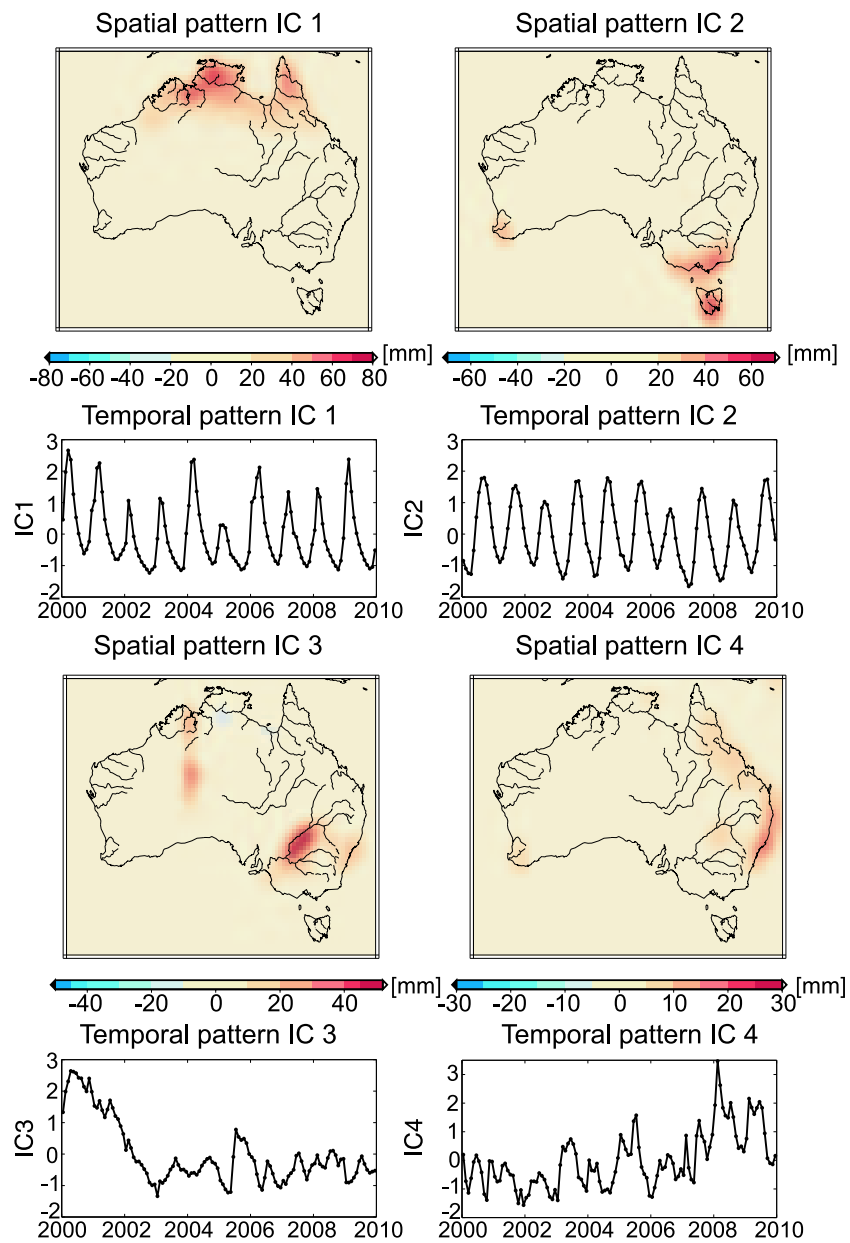 Spatial pattern IC 1
Spatial pattern IC 2
-80 -60 -40 -20 0 20 40 60 80 [mm]
-60 -40 -20 0 20 40 60 [mm]
Temporal pattern IC 1
Temporal pattern IC 2
IC1
3
2
1
0
-1
-2
2000 2002 2004 2006 2008 2010
IC2
3
2
1
0
-1
-2
2000 2002 2004 2006 2008 2010
Spatial pattern IC 3
Spatial pattern IC 4
-40 -20 0 20 40 [mm]
-30 -20 -10 0 10 20 30 [mm]
Temporal pattern IC 3
Temporal pattern IC 4
IC3
3
2
1
0
-1
-2
2000 2002 2004 2006 2008 2010
IC4
3
2
1
0
-1
-2
2000 2002 2004 2006 2008 2010